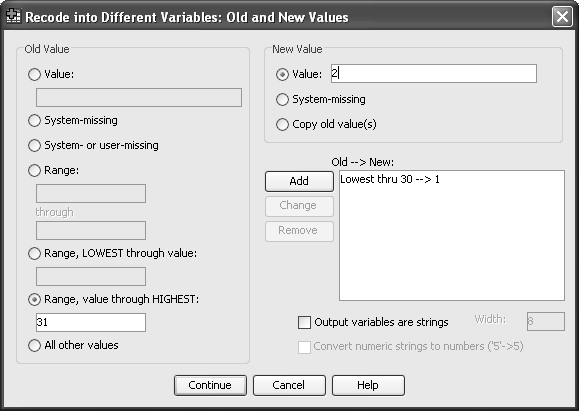 Recode into Different Variables: Old and New Values
Old Value
Value:
System-missing
System- or user-missing
Range:
through
Range, LOWEST through value:
Range, value through HIGHEST:
31
All other values
New Value
Value:
2
System-missing
Copy old value(s)
Old --> New:
Add
Change
Remove
Lowest thru 30 --> 1
Output variables are strings
Width:
8
Convert numeric strings to numbers ('5'->5)
Continue
Cancel
Help